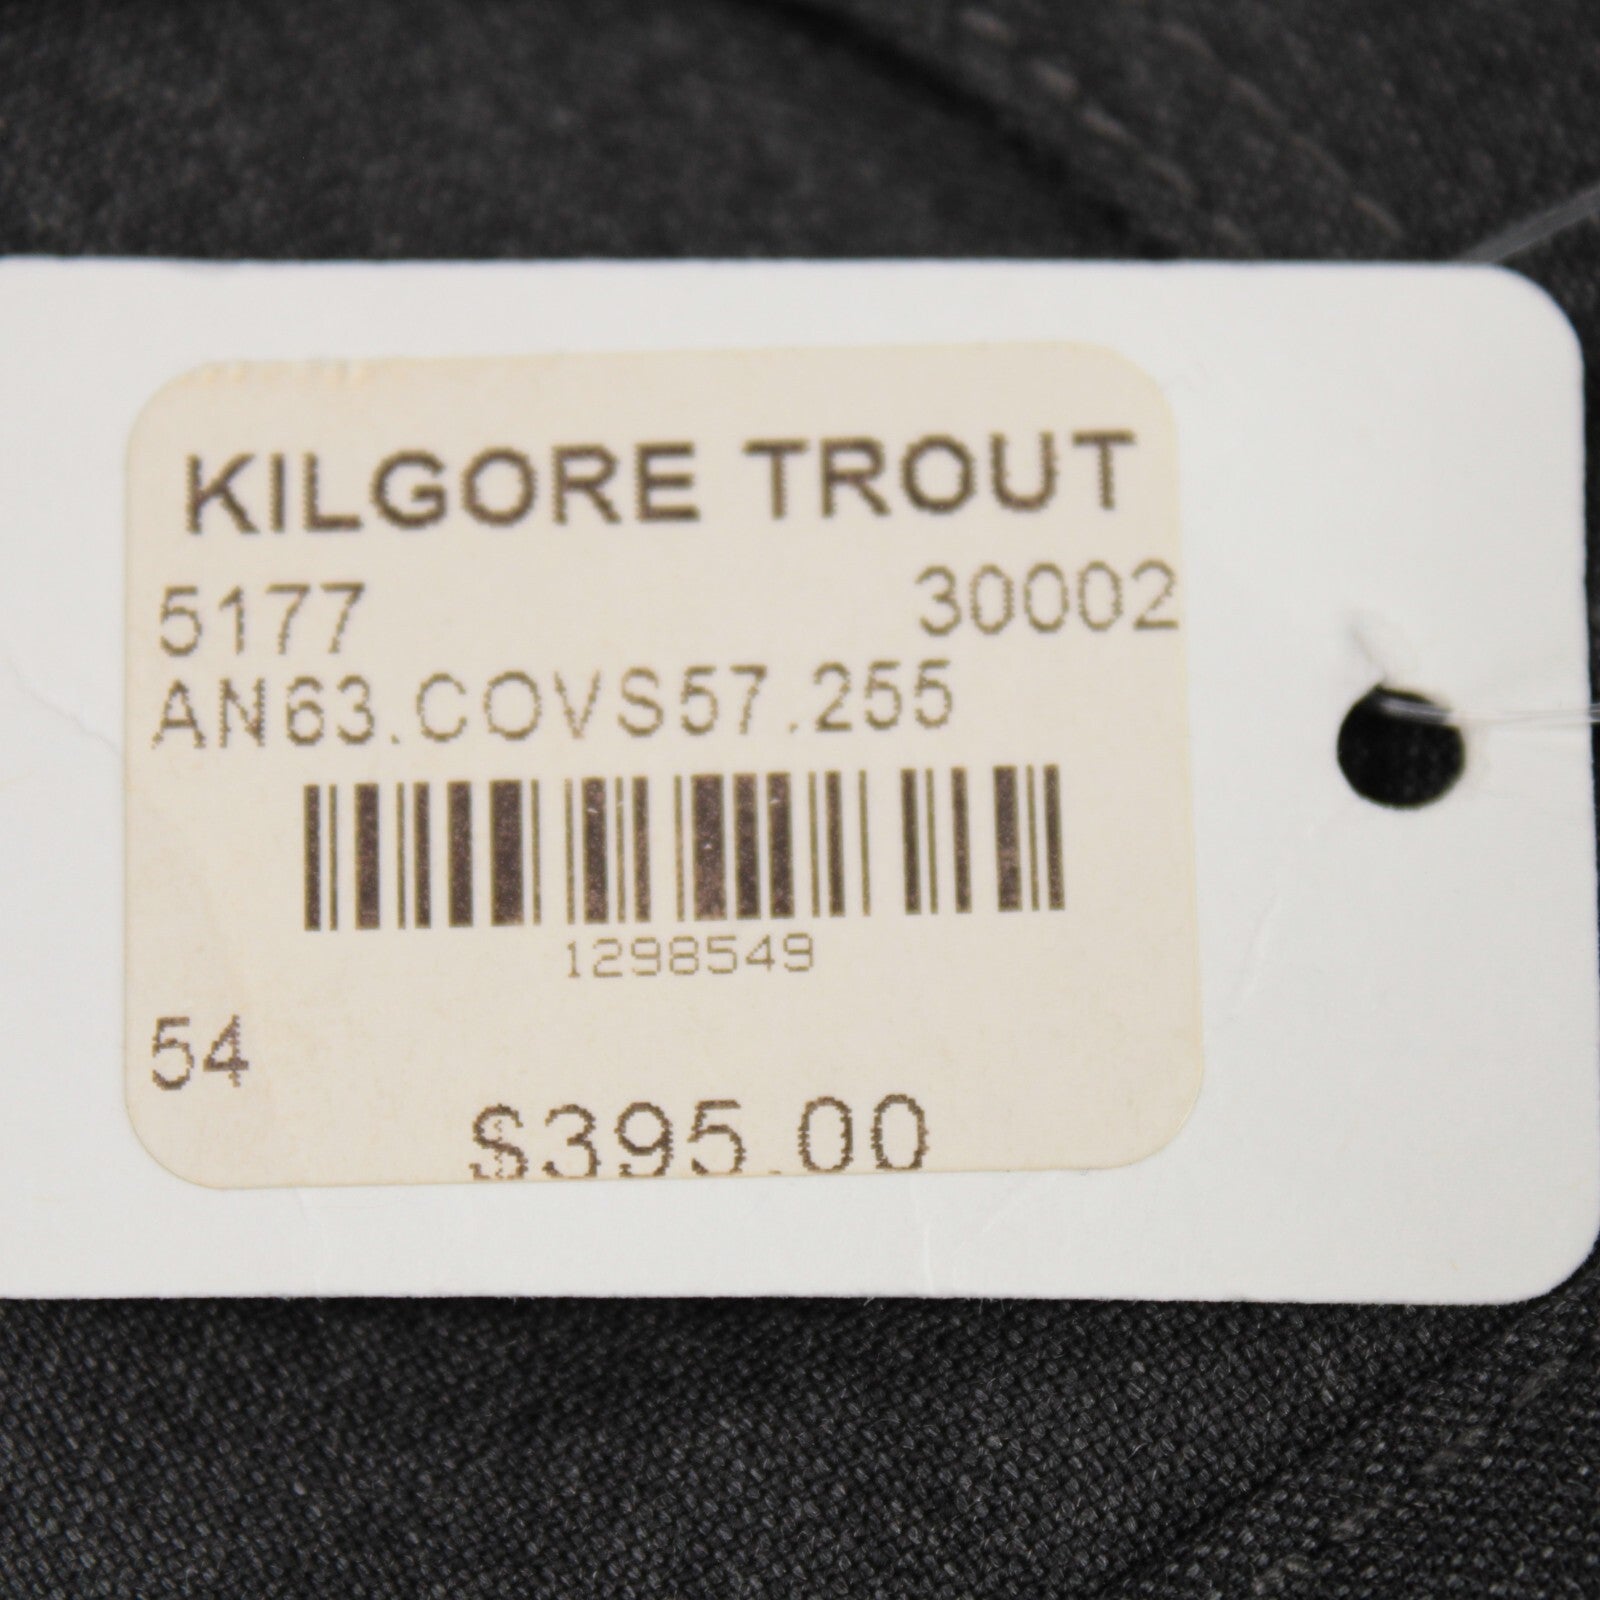 KILGORE TROUT
5177 30002
AN63.COVS57.255
1298549
54
$395.00